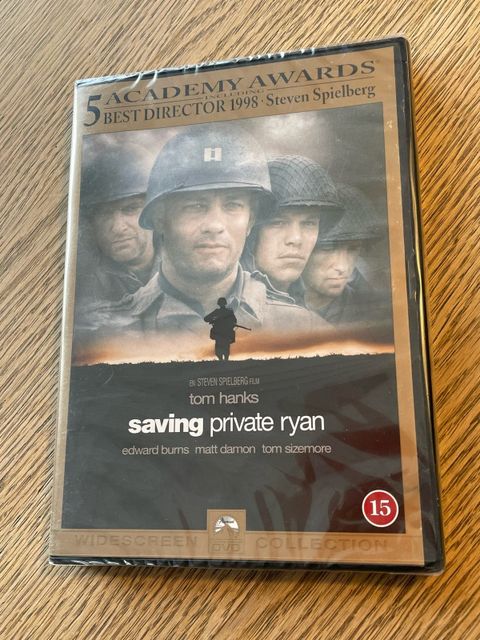 5 ACADEMY AWARDS
INCLUDING
BEST DIRECTOR 1998 · Steven Spielberg
EN STEVEN SPIELBERG FILM
tom hanks
saving private ryan
edward burns matt damon tom sizemore
15
WIDESCREEN DVD COLLECTION